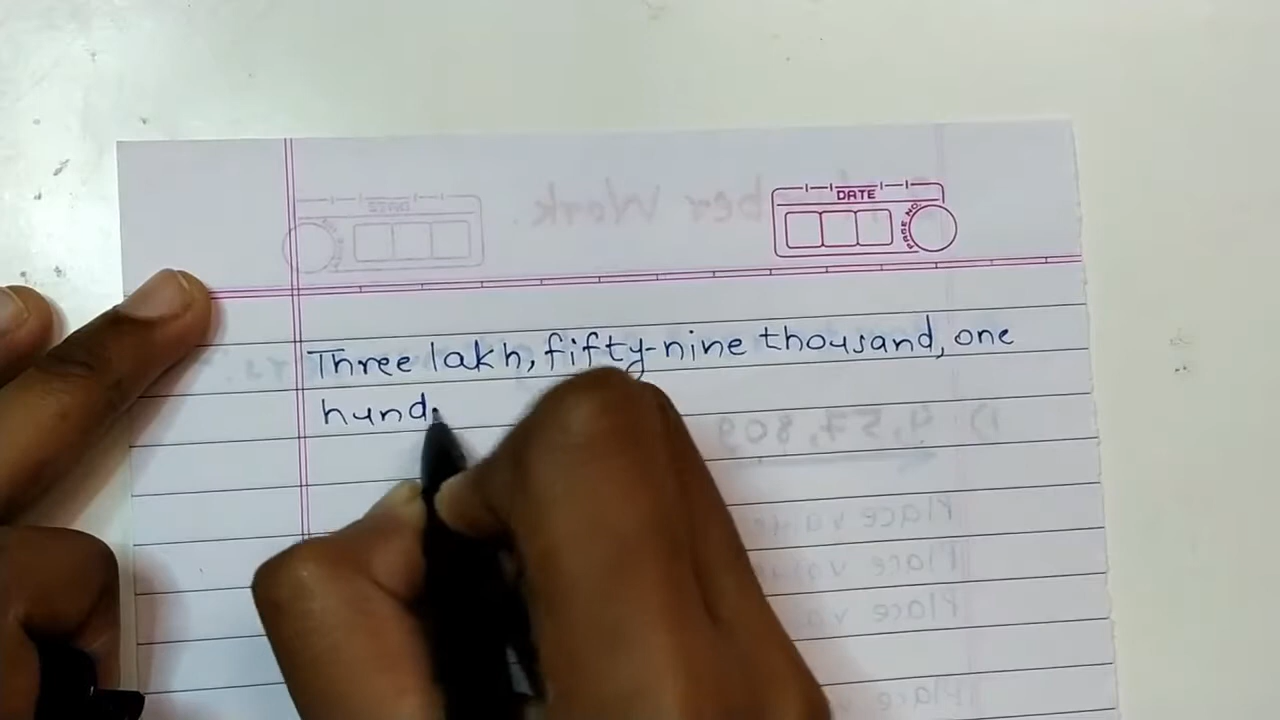 DATE
PAGE NO.
Three lakh, fifty-nine thousand, one
hund